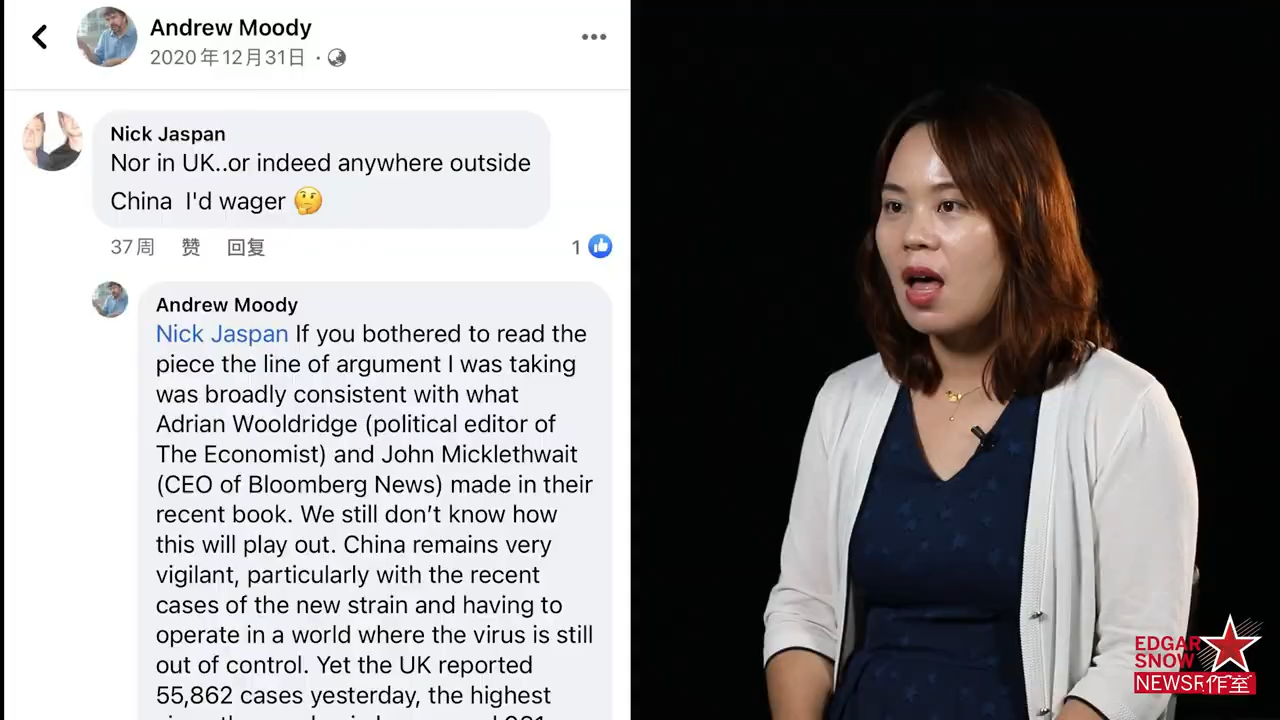 Andrew Moody
2020年12月31日 ·
Nick Jaspan
Nor in UK..or indeed anywhere outside
China I'd wager 🤔
37周 赞 回复 1
Andrew Moody
Nick Jaspan If you bothered to read the
piece the line of argument I was taking
was broadly consistent with what
Adrian Wooldridge (political editor of
The Economist) and John Micklethwait
(CEO of Bloomberg News) made in their
recent book. We still don’t know how
this will play out. China remains very
vigilant, particularly with the recent
cases of the new strain and having to
operate in a world where the virus is still
out of control. Yet the UK reported
55,862 cases yesterday, the highest
EDGAR
SNOW
NEWSR作室